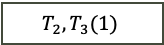 T₂, T₃(1)